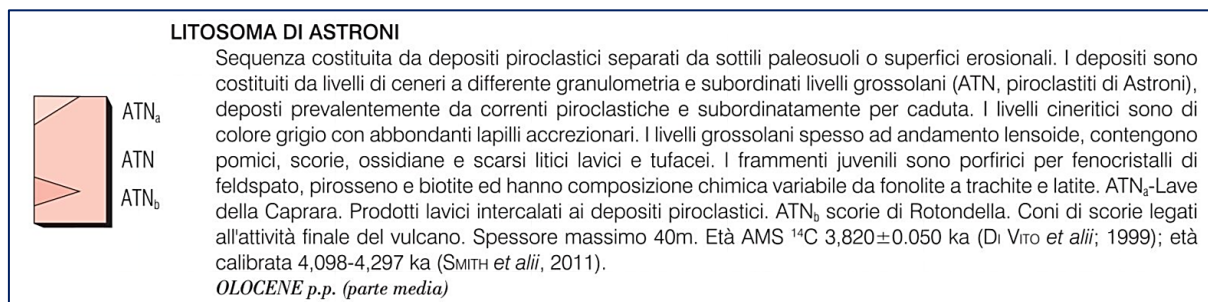 LITOSOMA DI ASTRONI
Sequenza costituita da depositi piroclastici separati da sottili paleosuoli o superfici erosionali. I depositi sono
costituiti da livelli di ceneri a differente granulometria e subordinati livelli grossolani (ATN, piroclastiti di Astroni),
deposti prevalentemente da correnti piroclastiche e subordinatamente per caduta. I livelli cineritici sono di
colore grigio con abbondanti lapilli accrezionari. I livelli grossolani spesso ad andamento lensoide, contengono
pomici, scorie, ossidiane e scarsi litici lavici e tufacei. I frammenti juvenili sono porfirici per fenocristalli di
feldspato, pirosseno e biotite ed hanno composizione chimica variabile da fonolite a trachite e latite. ATNₐ-Lave
della Caprara. Prodotti lavici intercalati ai depositi piroclastici. ATN_b scorie di Rotondella. Coni di scorie legati
all'attività finale del vulcano. Spessore massimo 40m. Età AMS ¹⁴C 3,820±0.050 ka (DI VITO et alii; 1999); età
calibrata 4,098-4,297 ka (SMITH et alii, 2011).
OLOCENE p.p. (parte media)
ATNₐ
ATN
ATN_b